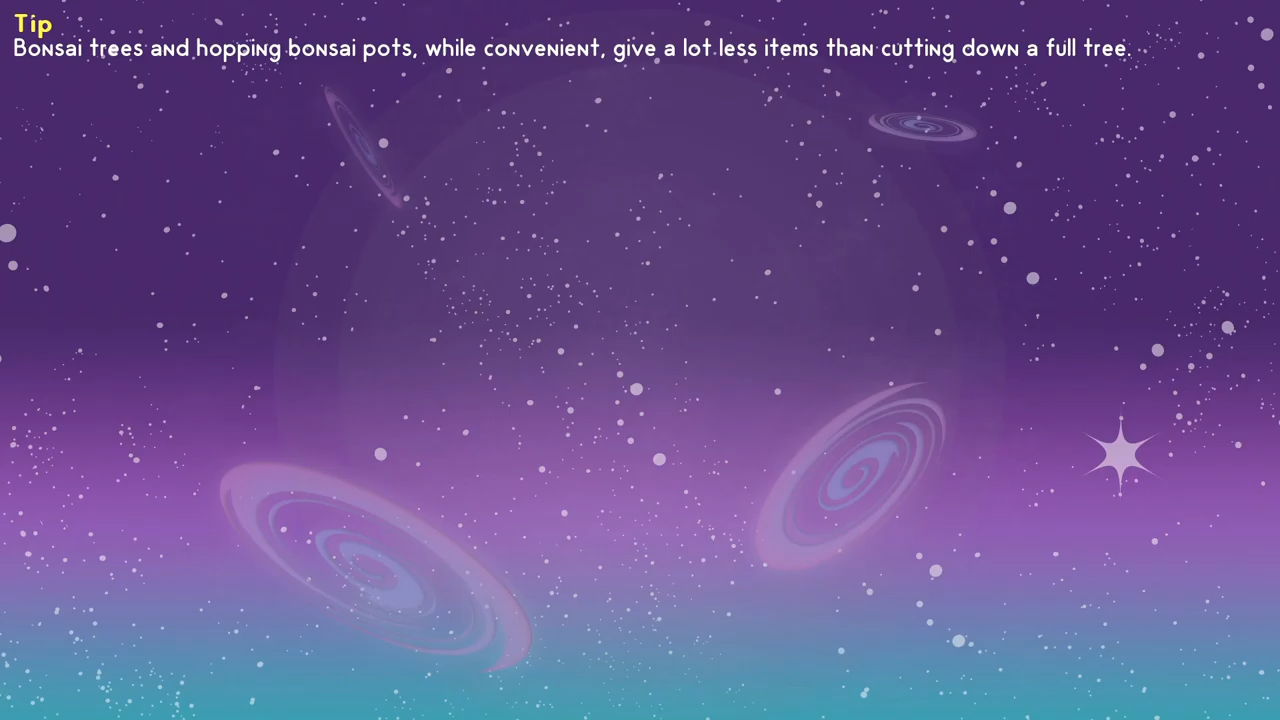 Tip
Bonsai trees and hopping bonsai pots, while convenient, give a lot less items than cutting down a full tree.